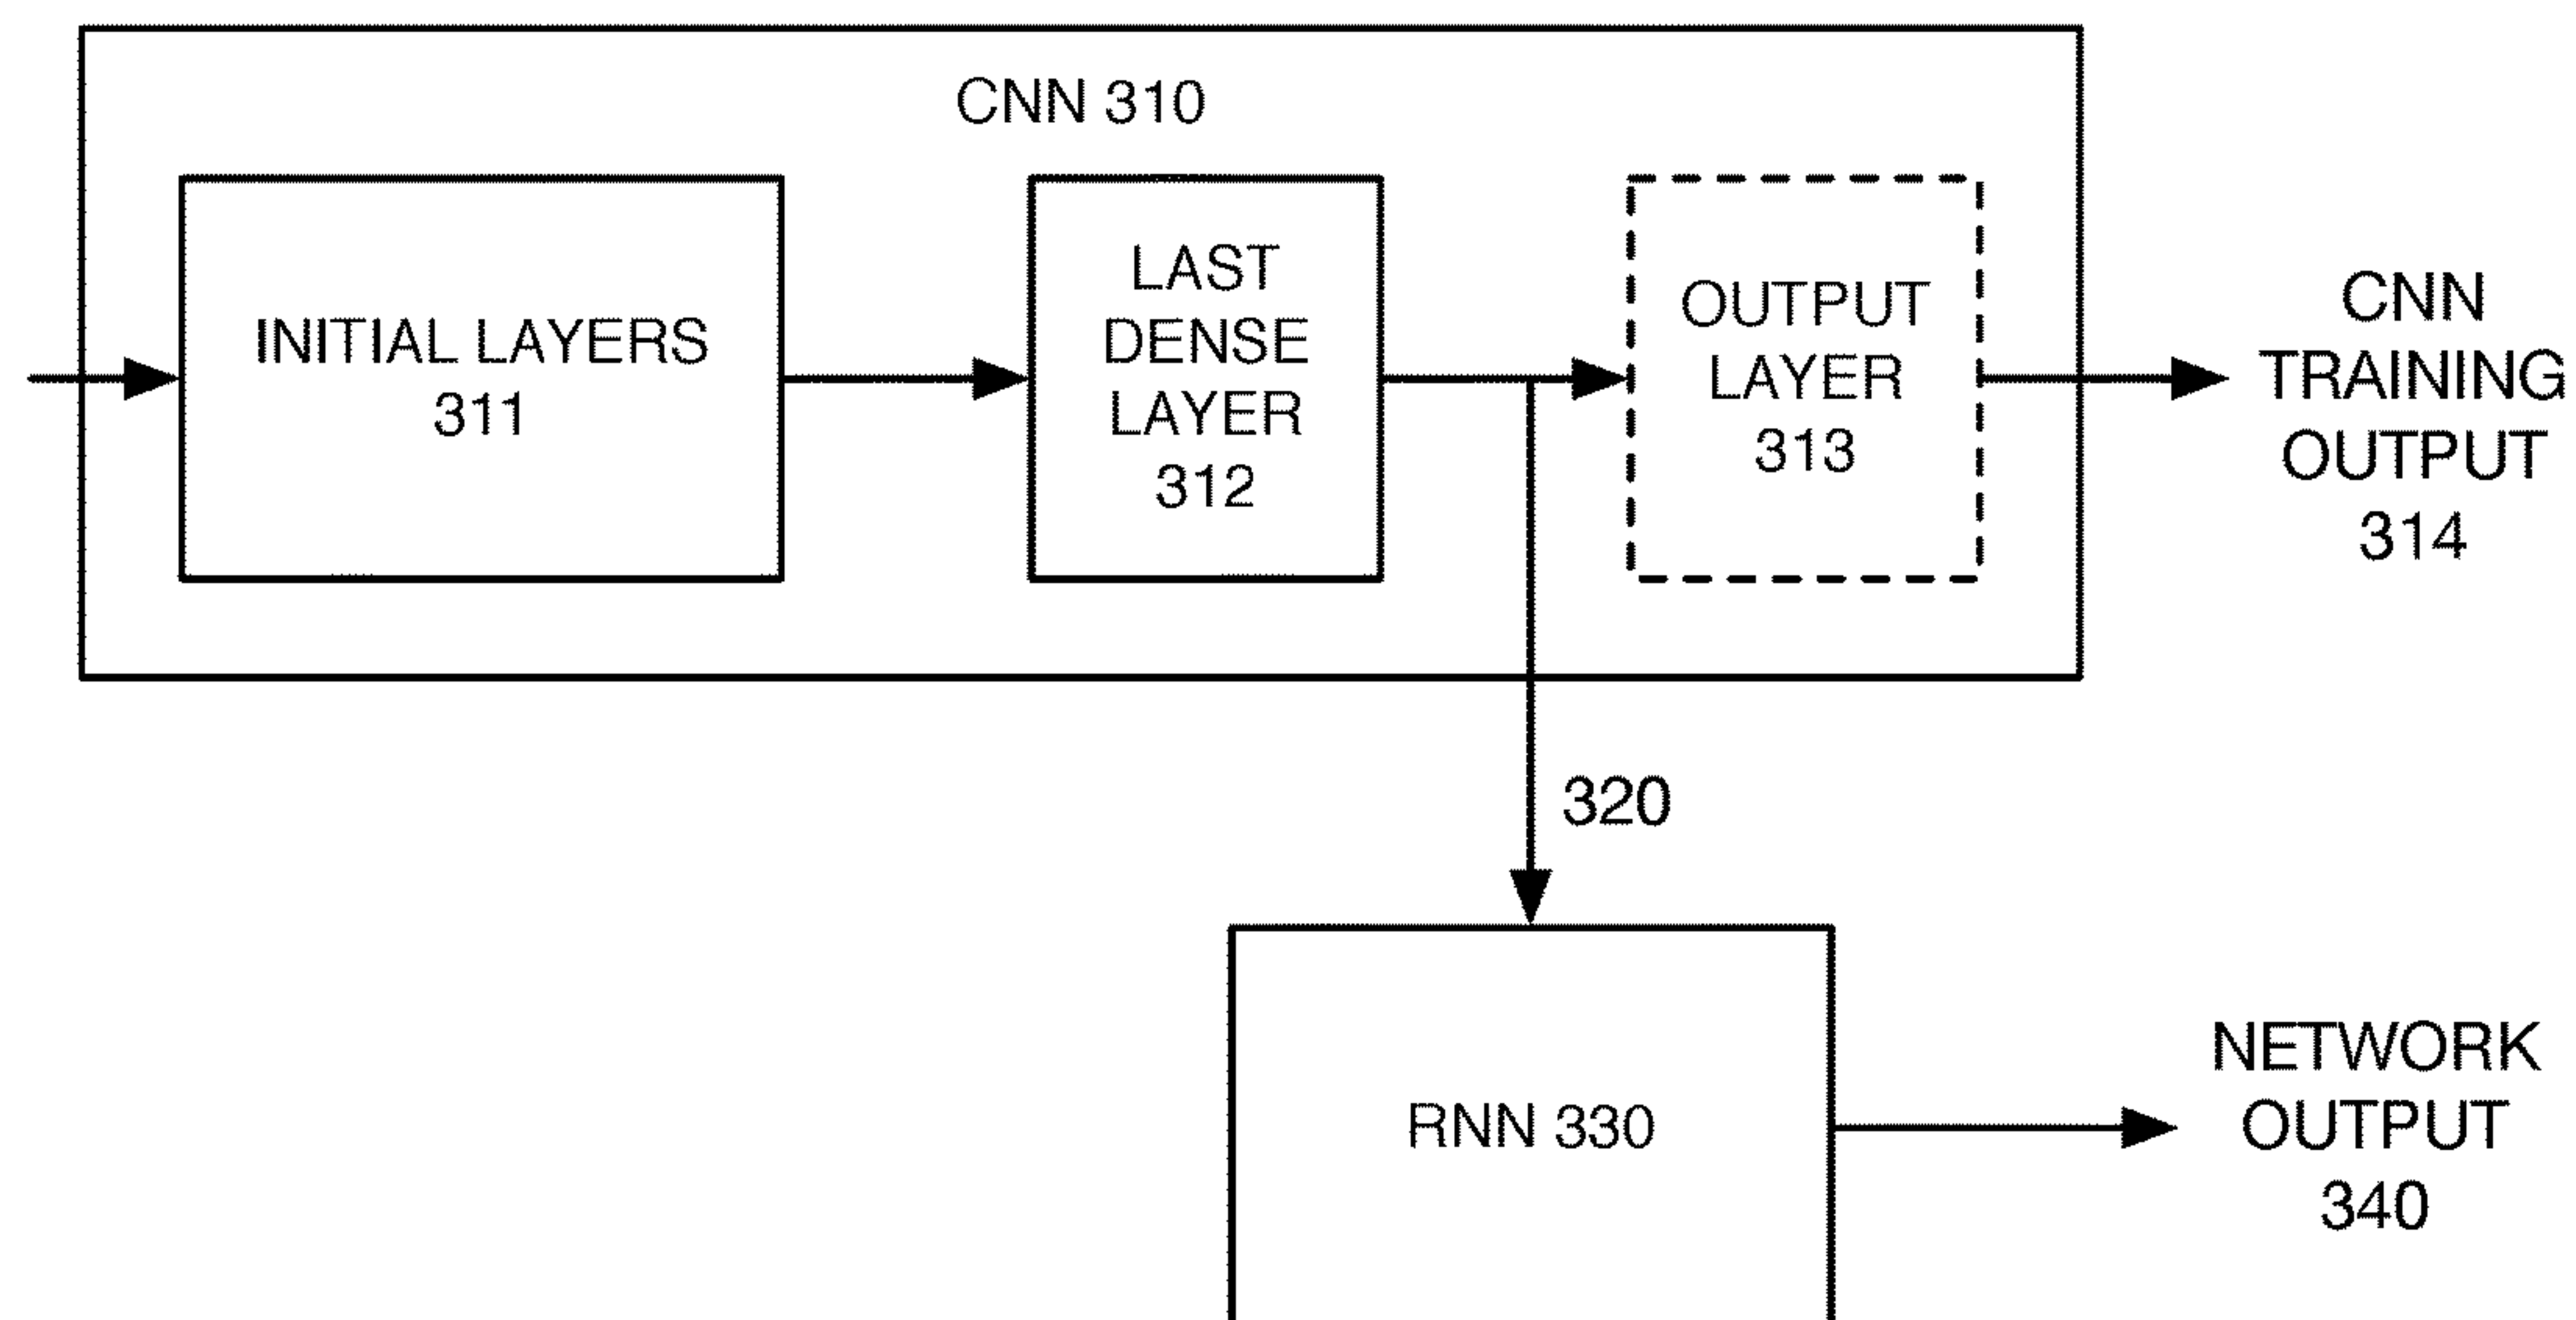 CNN 310
INITIAL LAYERS
311
LAST
DENSE
LAYER
312
OUTPUT
LAYER
313
CNN
TRAINING
OUTPUT
314
320
RNN 330
NETWORK
OUTPUT
340